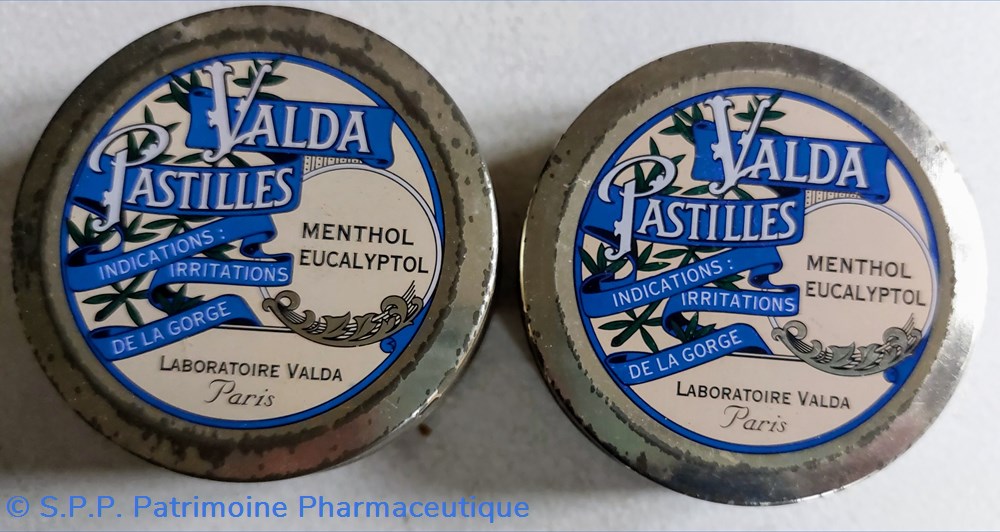 VALDA
PASTILLES
INDICATIONS :
IRRITATIONS
DE LA GORGE
MENTHOL
EUCALYPTOL
LABORATOIRE VALDA
Paris
VALDA
PASTILLES
INDICATIONS :
IRRITATIONS
DE LA GORGE
MENTHOL
EUCALYPTOL
LABORATOIRE VALDA
Paris
© S.P.P. Patrimoine Pharmaceutique